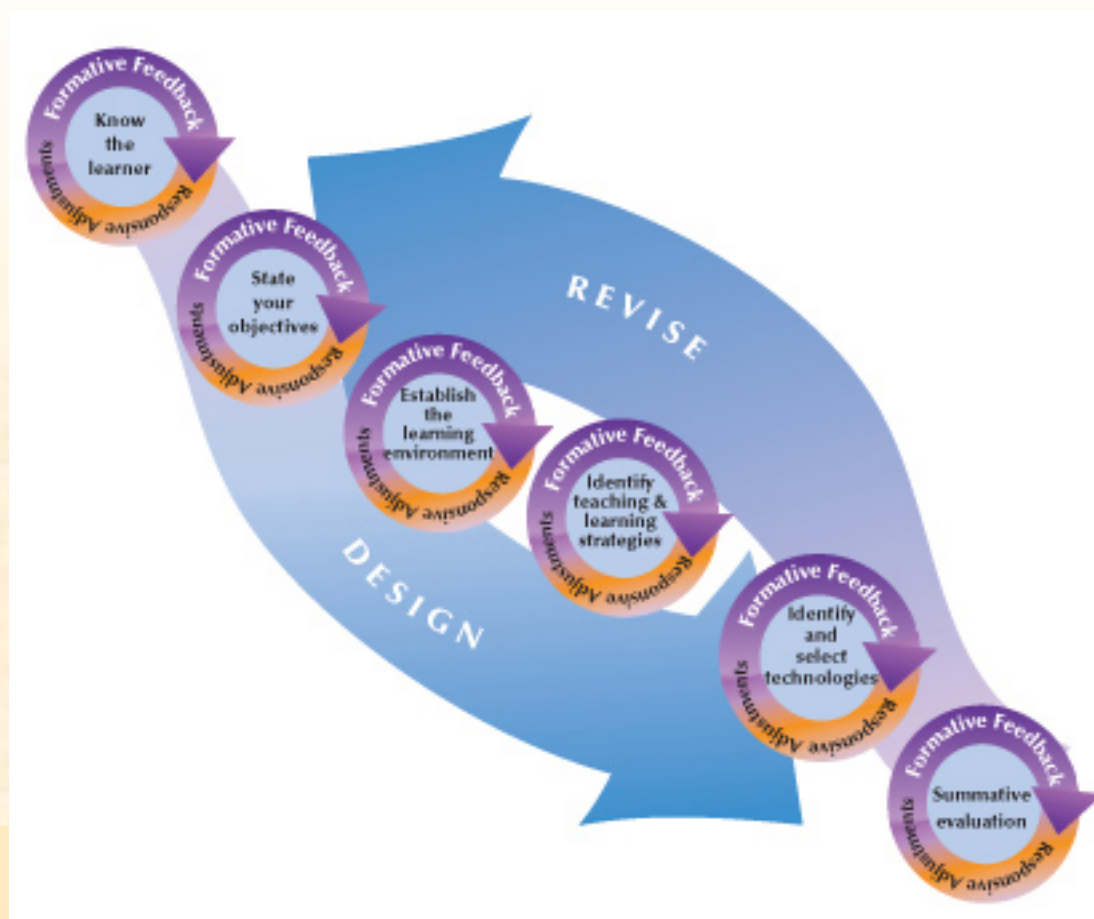 Formative Feedback
Know
the
learner
Responsive Adjustments
Formative Feedback
State
your
objectives
Responsive Adjustments
REVISE
Formative Feedback
Establish
the
learning
environment
Responsive Adjustments
Formative Feedback
Identify
teaching &
learning
strategies
Responsive Adjustments
DESIGN
Formative Feedback
Identify
and
select
technologies
Responsive Adjustments
Formative Feedback
Summative
evaluation
Responsive Adjustments